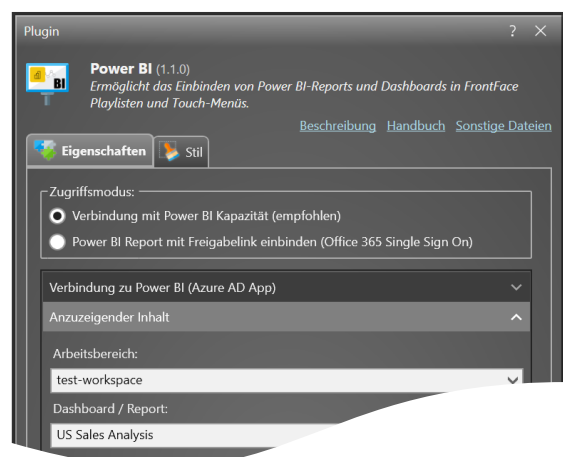 Plugin
? ×
BI
Power BI (1.1.0)
Ermöglicht das Einbinden von Power BI-Reports und Dashboards in FrontFace
Playlisten und Touch-Menüs.
Beschreibung Handbuch Sonstige Dateien
Eigenschaften Stil
Zugriffsmodus:
Verbindung mit Power BI Kapazität (empfohlen)
Power BI Report mit Freigabelink einbinden (Office 365 Single Sign On)
Verbindung zu Power BI (Azure AD App)
Anzuzeigender Inhalt
Arbeitsbereich:
test-workspace
Dashboard / Report:
US Sales Analysis